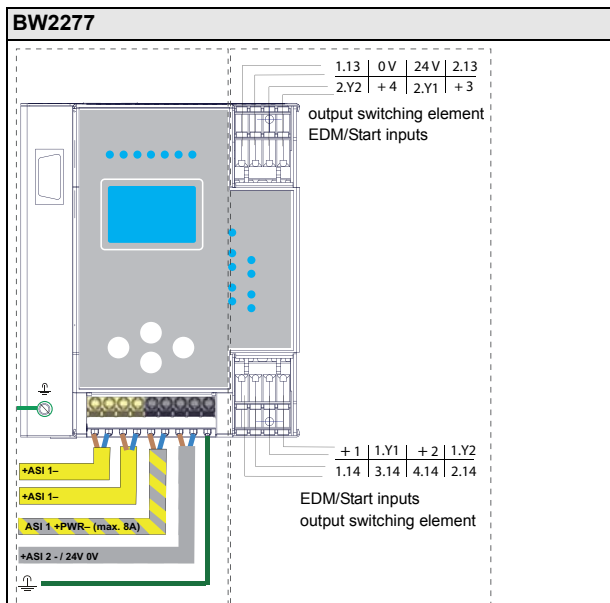 BW2277
1.13 0 V 24 V 2.13
2.Y2 + 4 2.Y1 + 3
output switching element
EDM/Start inputs
+ 1 1.Y1 + 2 1.Y2
1.14 3.14 4.14 2.14
EDM/Start inputs
output switching element
+ASI 1–
+ASI 1–
ASI 1 +PWR– (max. 8A)
+ASI 2 - / 24V 0V